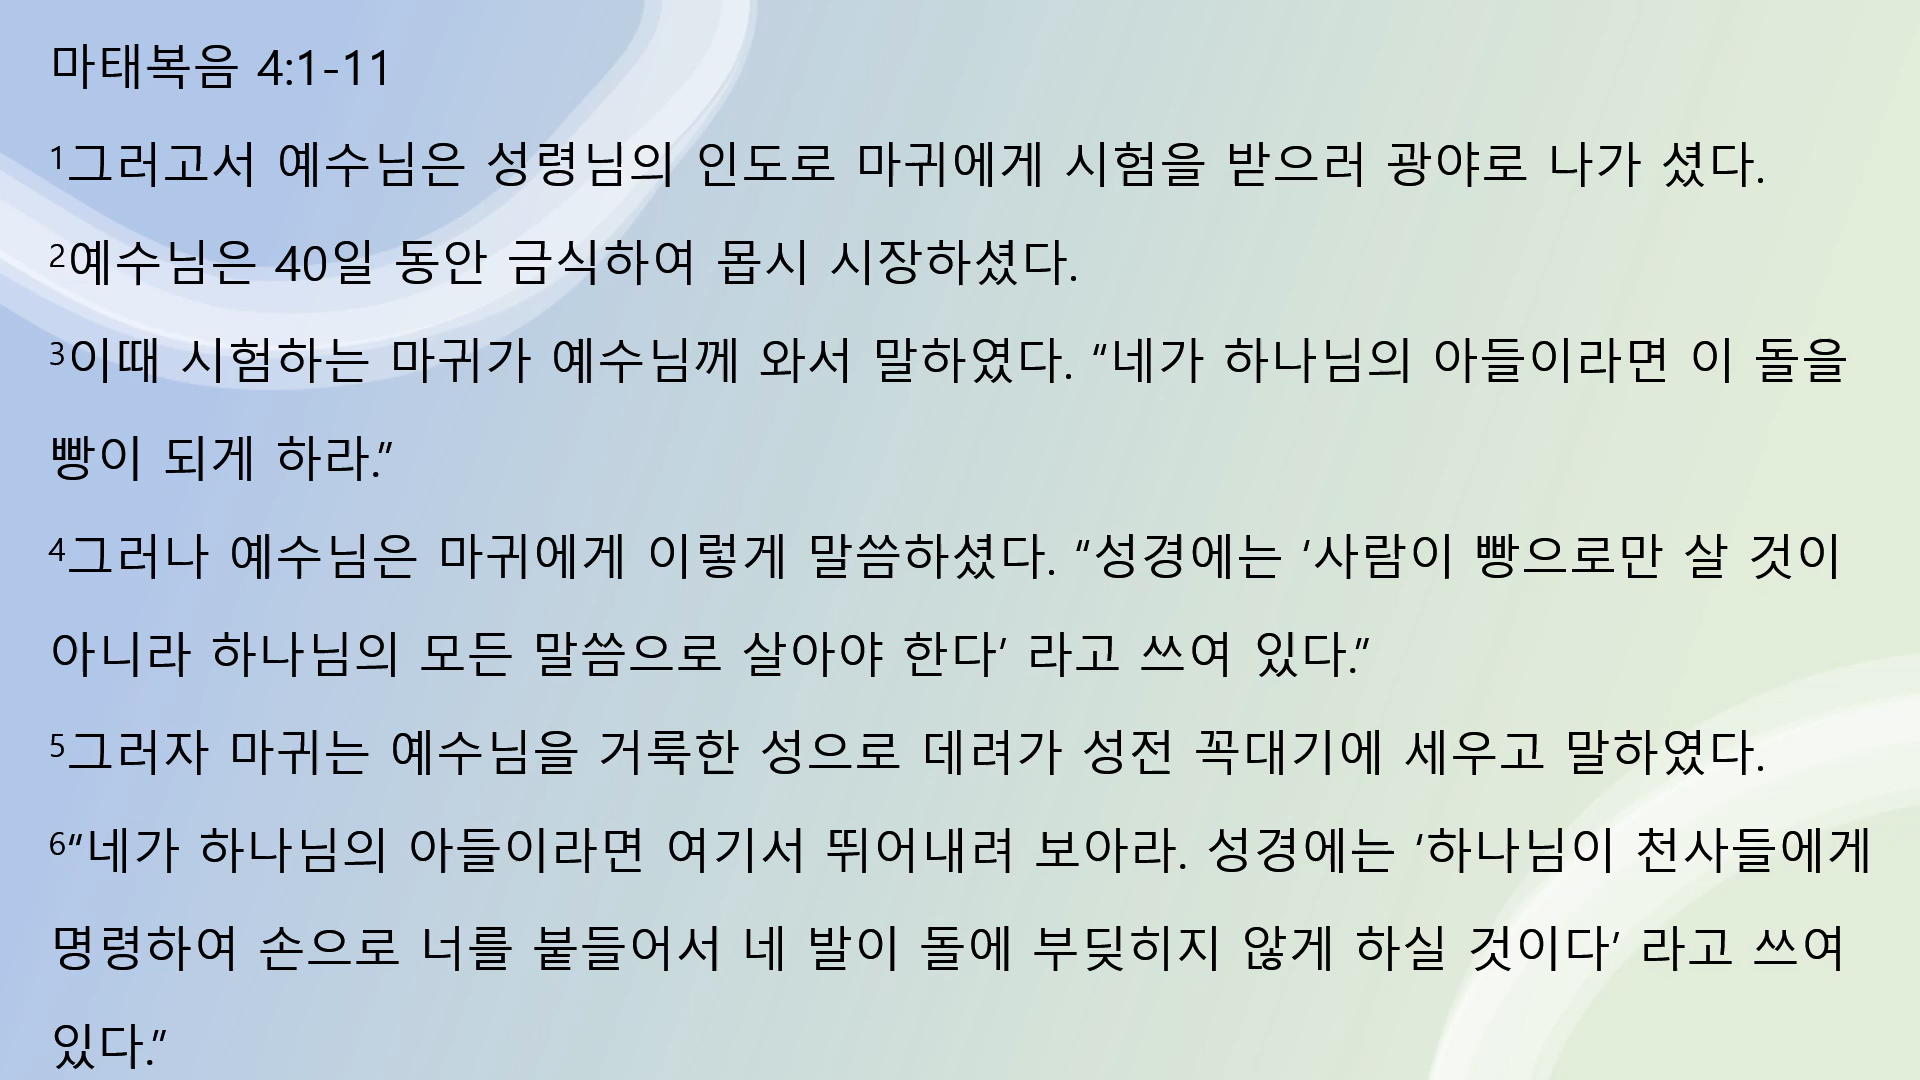 마태복음 4:1-11
¹그러고서 예수님은 성령님의 인도로 마귀에게 시험을 받으러 광야로 나가 셨다.
²예수님은 40일 동안 금식하여 몹시 시장하셨다.
³이때 시험하는 마귀가 예수님께 와서 말하였다. “네가 하나님의 아들이라면 이 돌을
빵이 되게 하라.”
⁴그러나 예수님은 마귀에게 이렇게 말씀하셨다. “성경에는 ‘사람이 빵으로만 살 것이
아니라 하나님의 모든 말씀으로 살아야 한다’ 라고 쓰여 있다.”
⁵그러자 마귀는 예수님을 거룩한 성으로 데려가 성전 꼭대기에 세우고 말하였다.
⁶“네가 하나님의 아들이라면 여기서 뛰어내려 보아라. 성경에는 ‘하나님이 천사들에게
명령하여 손으로 너를 붙들어서 네 발이 돌에 부딪히지 않게 하실 것이다’ 라고 쓰여
있다.”